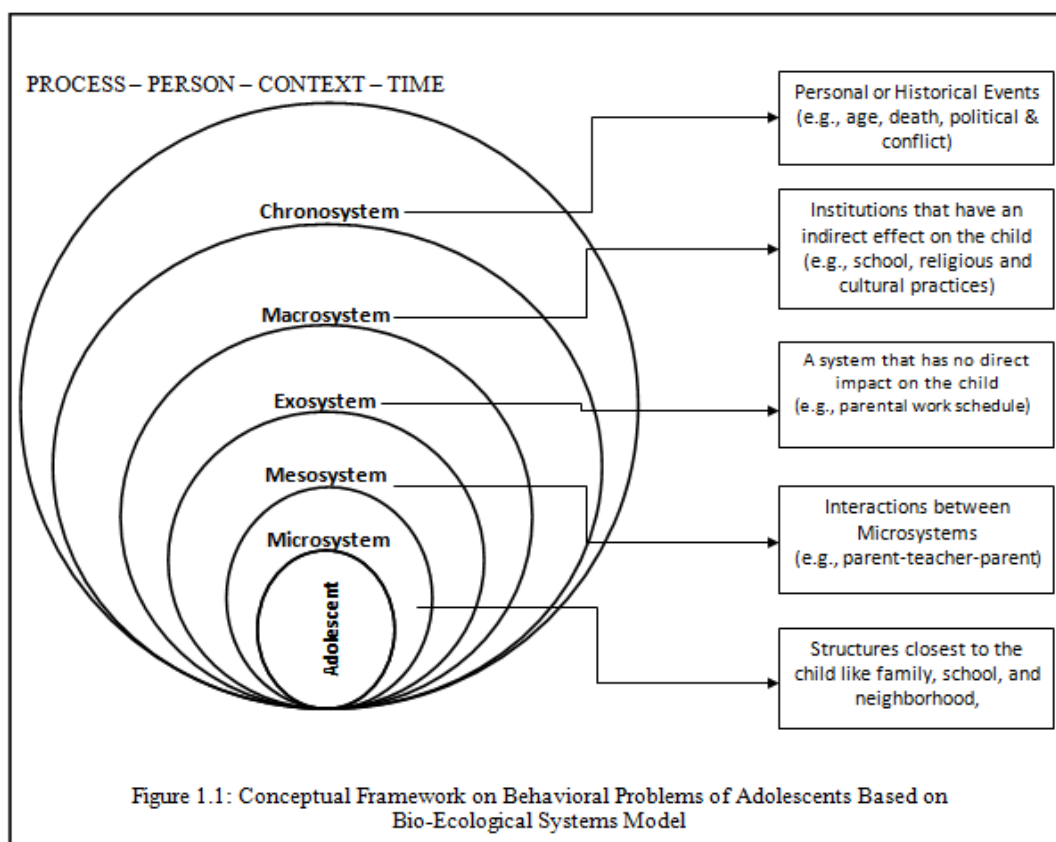 PROCESS – PERSON – CONTEXT – TIME
Personal or Historical Events
(e.g., age, death, political &
conflict)
Chronosystem
Institutions that have an
indirect effect on the child
(e.g., school, religious and
cultural practices)
Macrosystem
A system that has no direct
impact on the child
(e.g., parental work schedule)
Exosystem
Mesosystem
Interactions between
Microsystems
(e.g., parent-teacher-parent)
Microsystem
Adolescent
Structures closest to the
child like family, school, and
neighborhood,
Figure 1.1: Conceptual Framework on Behavioral Problems of Adolescents Based on
Bio-Ecological Systems Model